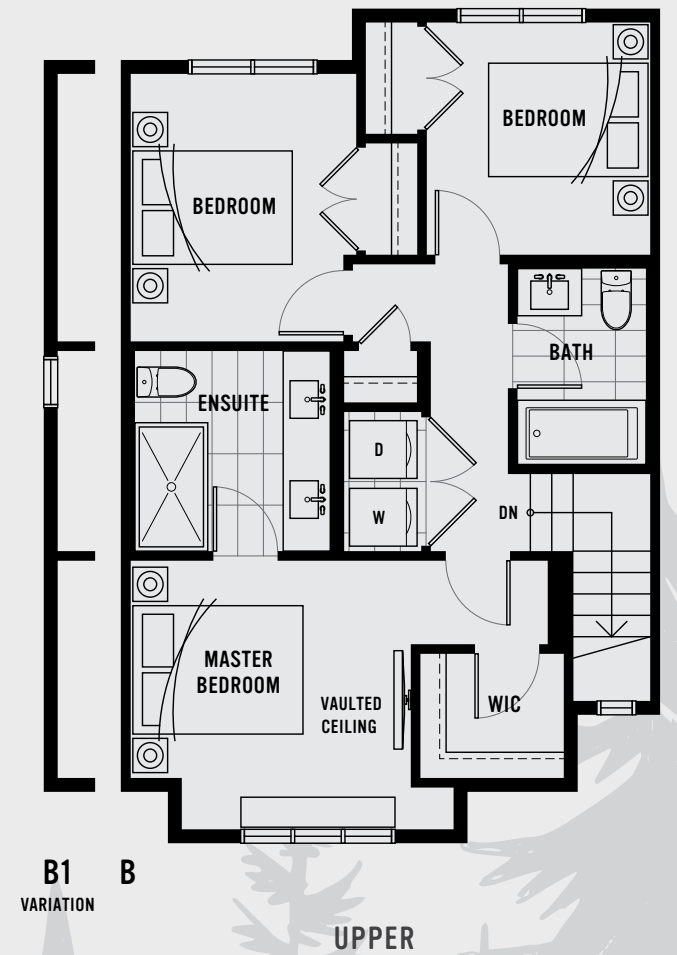 BEDROOM
BEDROOM
BATH
ENSUITE
D
W
DN
MASTER
BEDROOM
VAULTED
CEILING
WIC
B1
VARIATION
B
UPPER